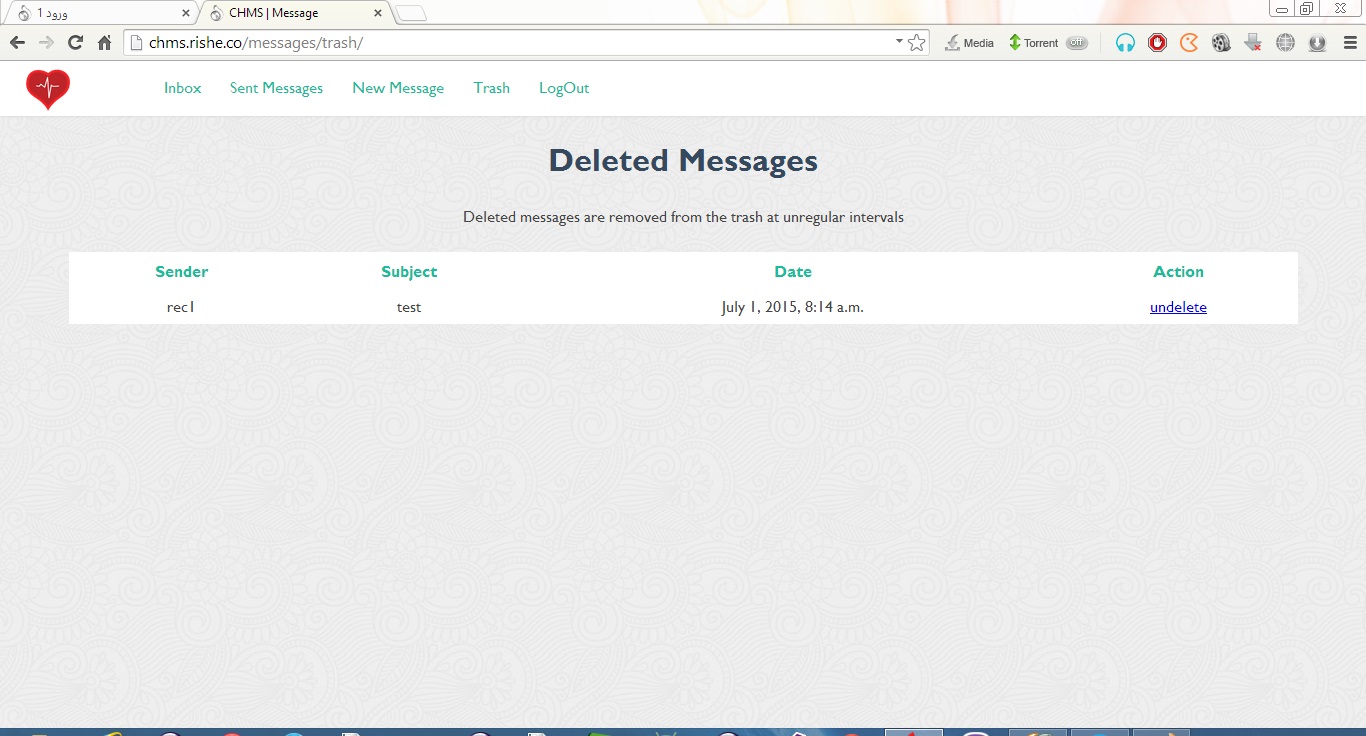 ورود 1
CHMS | Message
chms.rishe.co/messages/trash/
Media
Torrent
off
Inbox Sent Messages New Message Trash LogOut
Deleted Messages
Deleted messages are removed from the trash at unregular intervals
Sender Subject Date Action
rec1 test July 1, 2015, 8:14 a.m. undelete